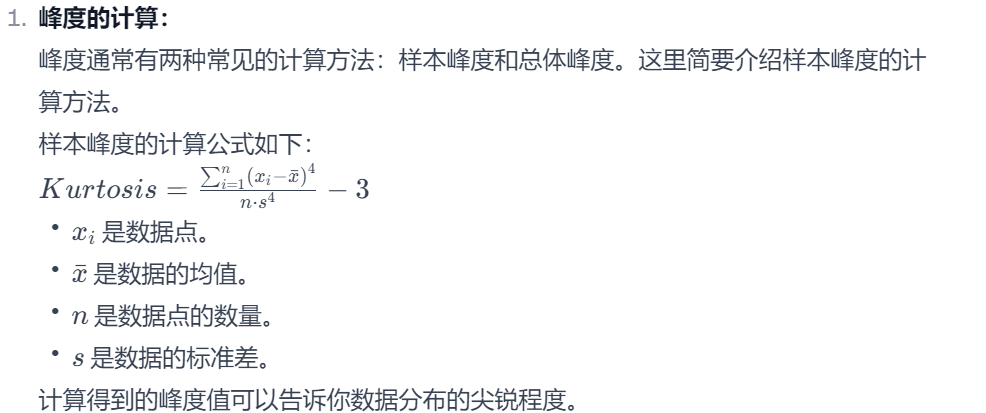 1. 峰度的计算：
峰度通常有两种常见的计算方法：样本峰度和总体峰度。这里简要介绍样本峰度的计
算方法。
样本峰度的计算公式如下：
$Kurtosis = \frac{\sum_{i=1}^{n}(x_i-\bar{x})^4}{n \cdot s^4} - 3$
• $x_i$ 是数据点。
• $\bar{x}$ 是数据的均值。
• $n$ 是数据点的数量。
• $s$ 是数据的标准差。
计算得到的峰度值可以告诉你数据分布的尖锐程度。